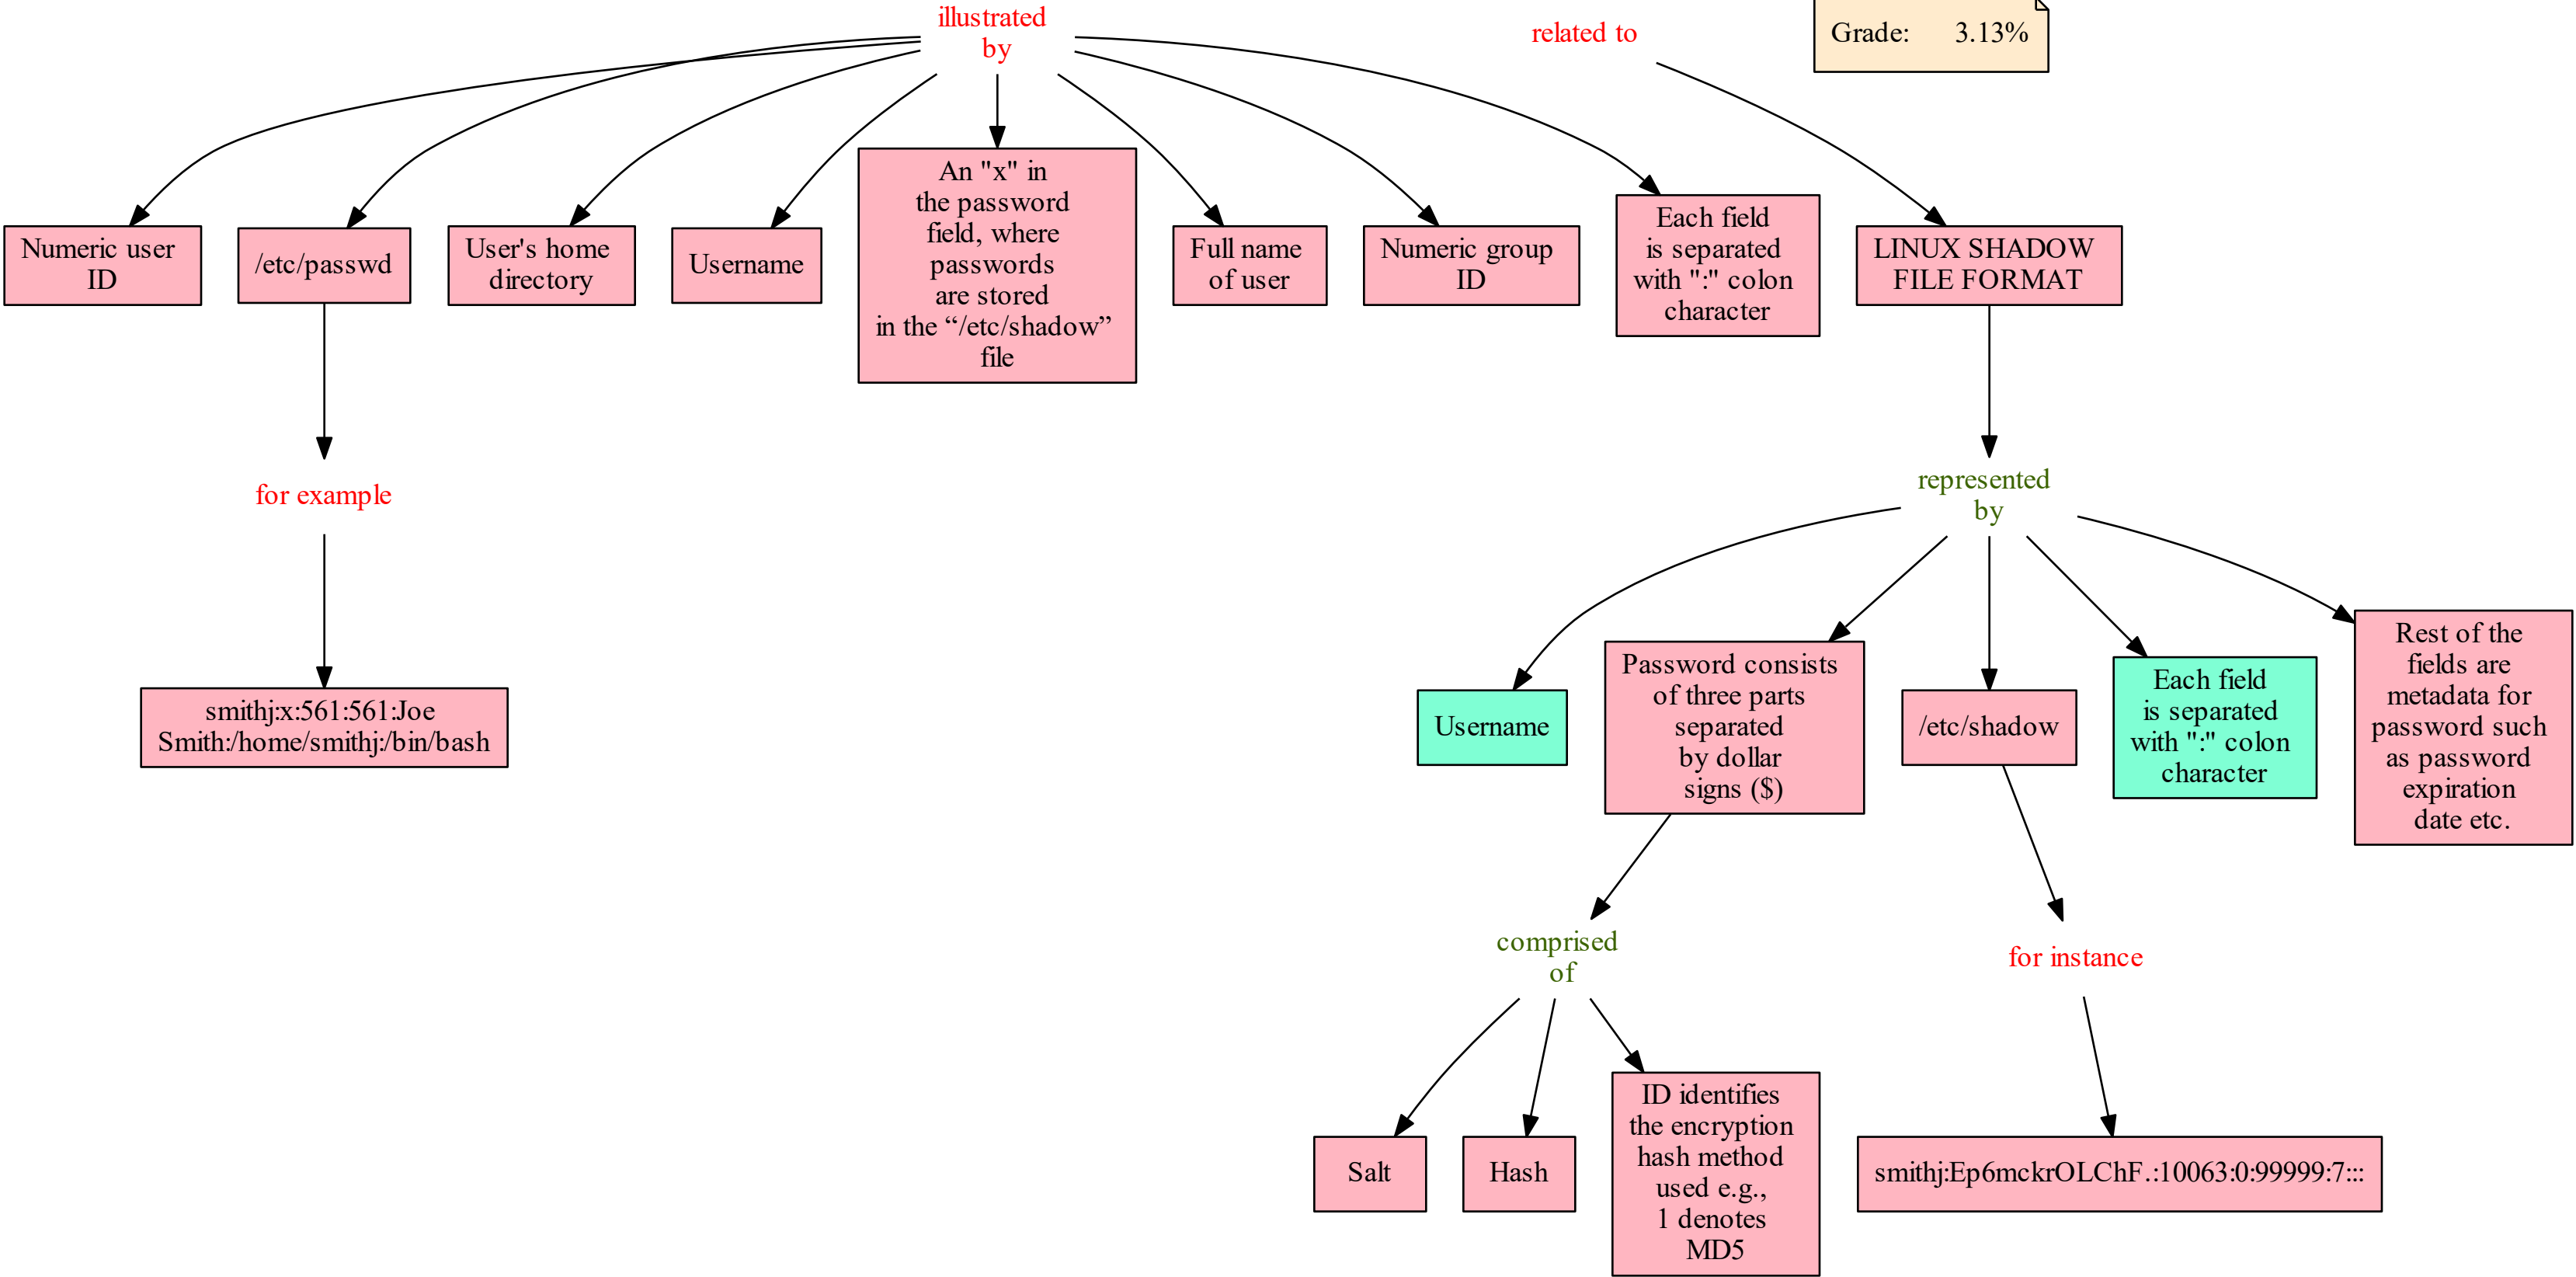 illustrated
by
related to
Grade: 3.13%
Numeric user
ID
/etc/passwd
User's home
directory
Username
An "x" in
the password
field, where
passwords
are stored
in the “/etc/shadow”
file
Full name
of user
Numeric group
ID
Each field
is separated
with ":" colon
character
LINUX SHADOW
FILE FORMAT
for example
represented
by
smithj:x:561:561:Joe
Smith:/home/smithj:/bin/bash
Username
Password consists
of three parts
separated
by dollar
signs ($)
/etc/shadow
Each field
is separated
with ":" colon
character
Rest of the
fields are
metadata for
password such
as password
expiration
date etc.
comprised
of
for instance
Salt
Hash
ID identifies
the encryption
hash method
used e.g.,
1 denotes
MD5
smithj:Ep6mckrOLChF.:10063:0:99999:7:::